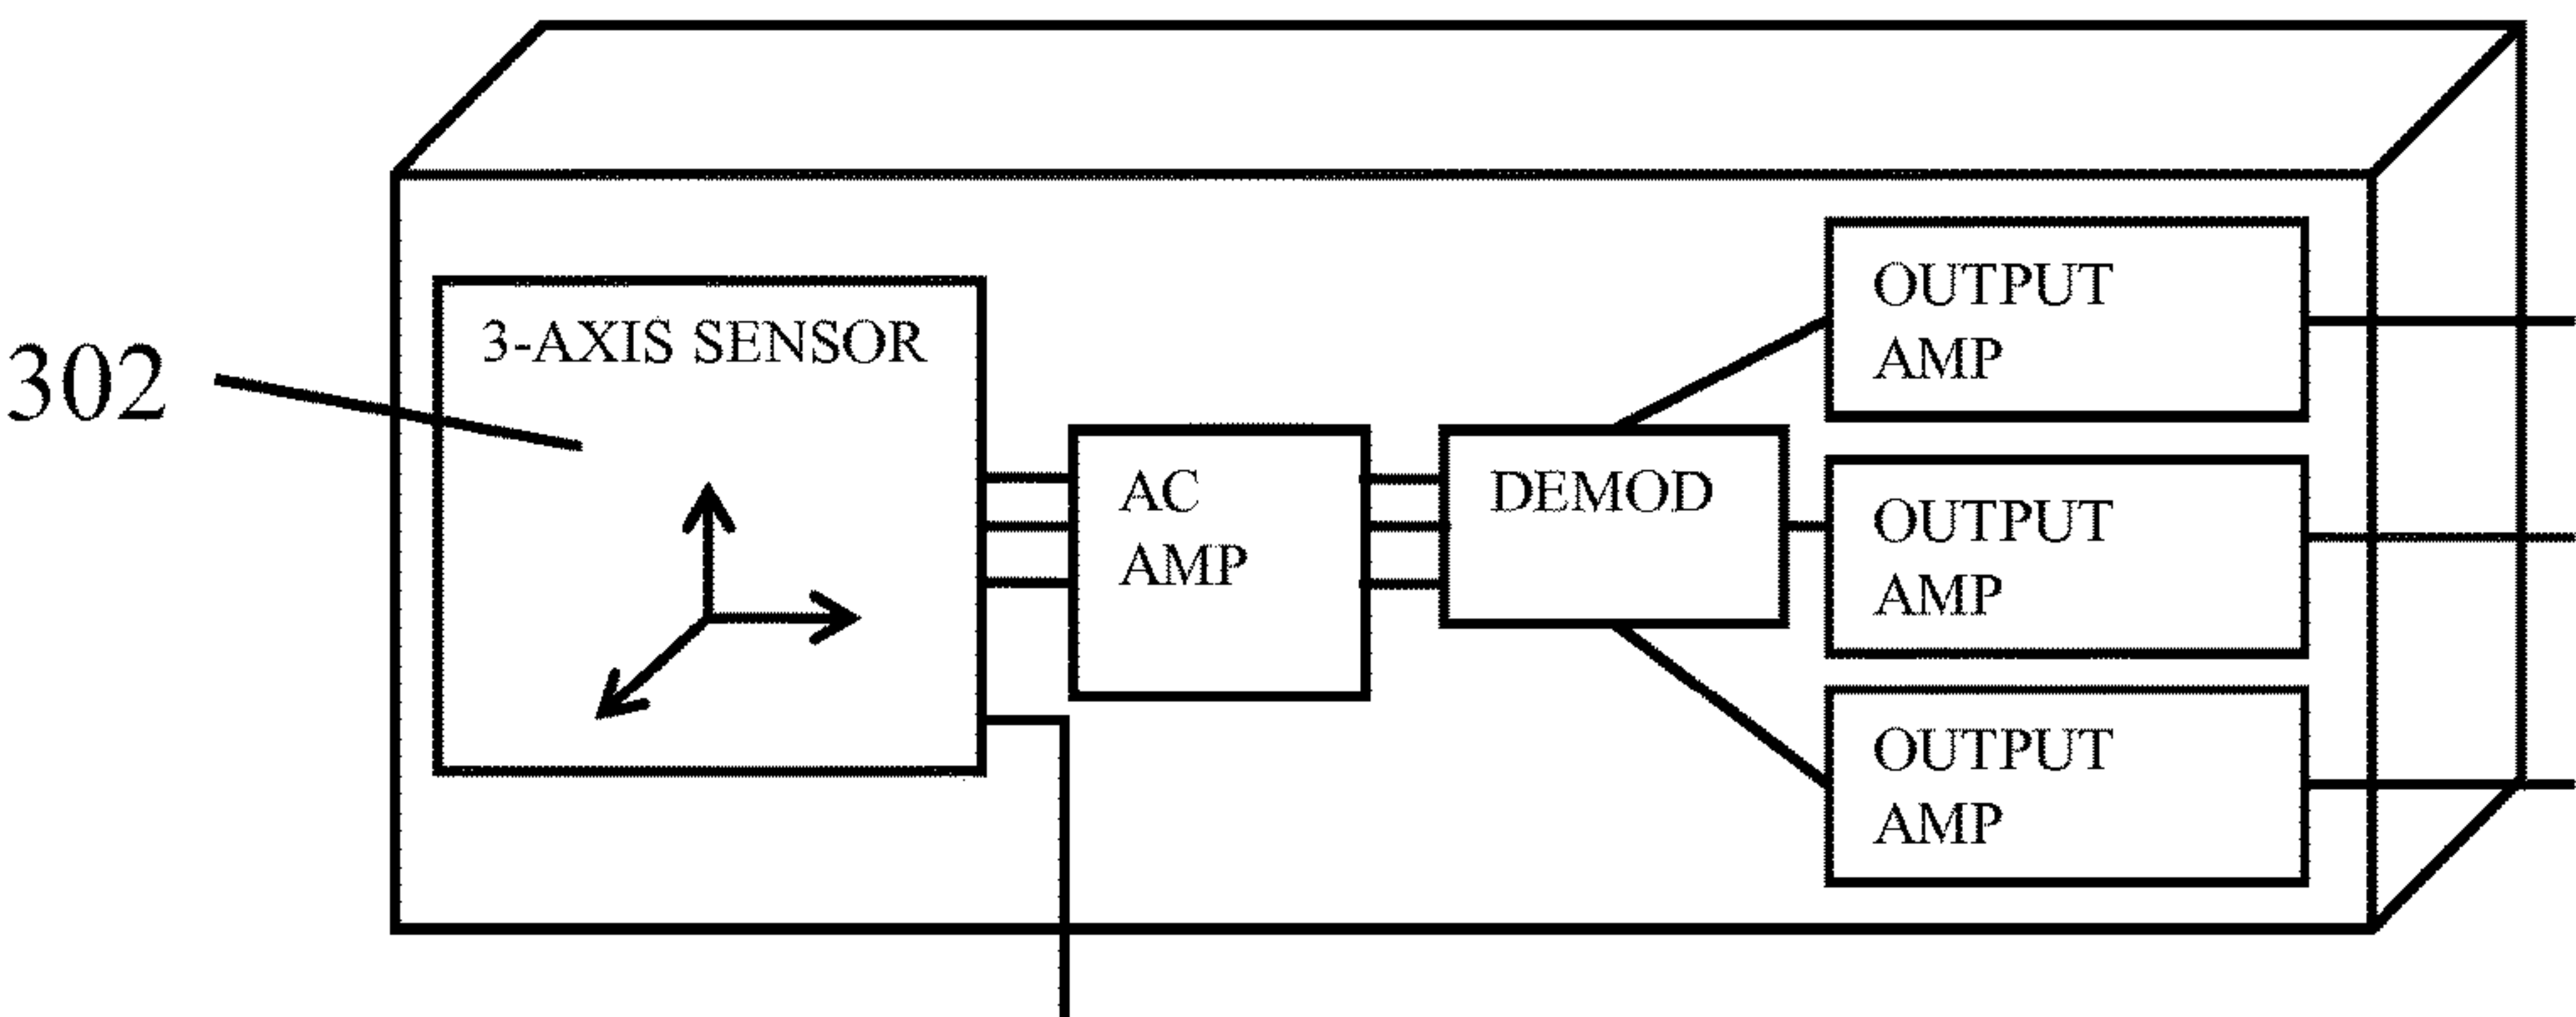 302
3-AXIS SENSOR
AC
AMP
DEMOD
OUTPUT
AMP
OUTPUT
AMP
OUTPUT
AMP